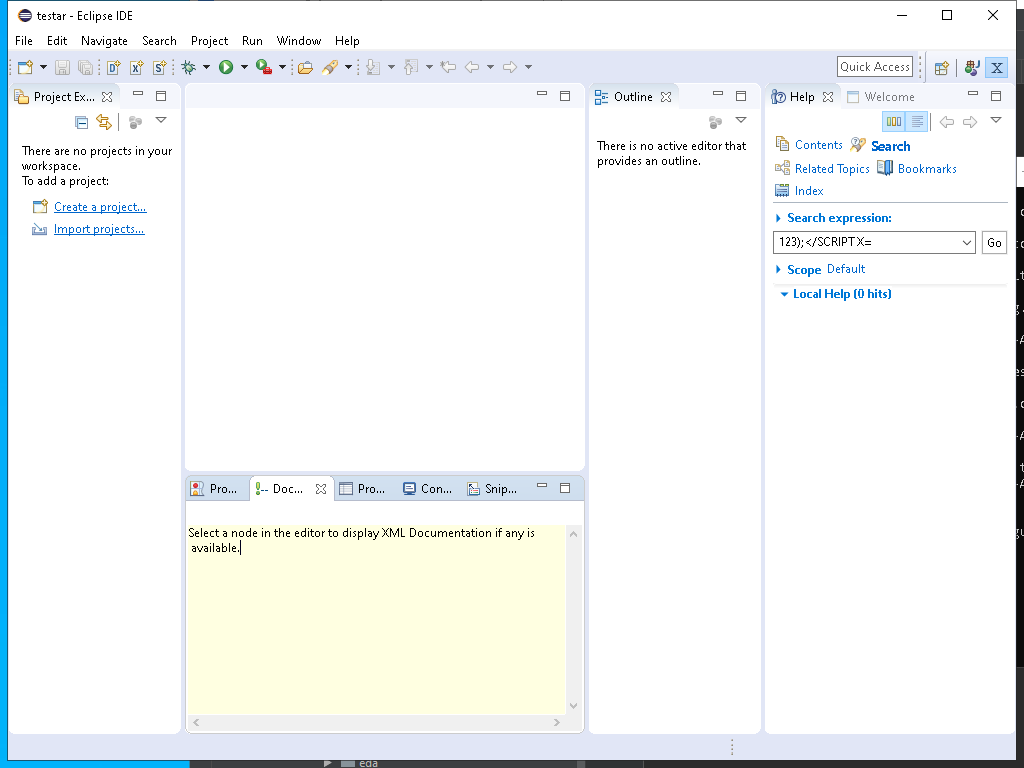 testar - Eclipse IDE
File Edit Navigate Search Project Run Window Help
Quick Access
Project Ex...
Outline
Help
Welcome
There are no projects in your
workspace.
To add a project:
Create a project...
Import projects...
There is no active editor that
provides an outline.
Contents
Search
Related Topics
Bookmarks
Index
Search expression:
123);</SCRIPT X=
Go
Scope Default
Local Help (0 hits)
Pro...
Doc...
Pro...
Con...
Snip...
Select a node in the editor to display XML Documentation if any is
available.
eda